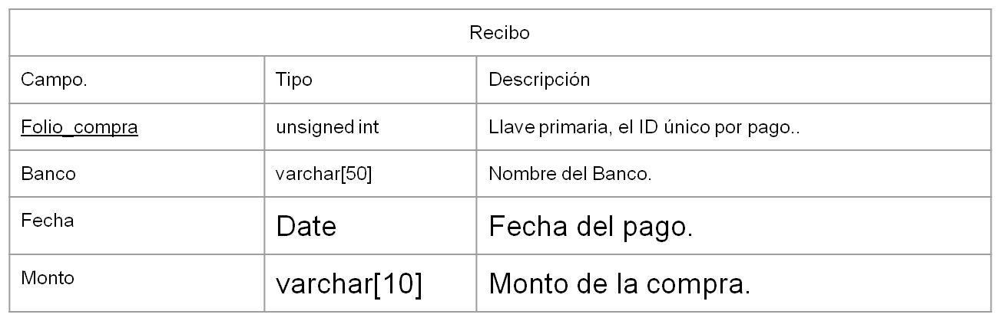 Recibo
Campo. Tipo Descripción
Folio_compra unsigned int Llave primaria, el ID único por pago..
Banco varchar[50] Nombre del Banco.
Fecha Date Fecha del pago.
Monto varchar[10] Monto de la compra.